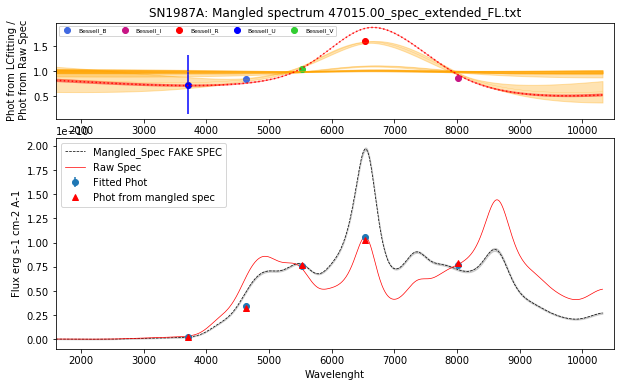 SN1987A: Mangled spectrum 47015.00_spec_extended_FL.txt
Phot from LCfitting /
Phot from Raw Spec
Bessell_B
Bessell_I
Bessell_R
Bessell_U
Bessell_V
1.5
1.0
0.5
2000 3000 4000 5000 6000 7000 8000 9000 10000
Mangled_Spec FAKE SPEC
Raw Spec
Fitted Phot
Phot from mangled spec
Flux erg s-1 cm-2 A-1
2.00
1.75
1.50
1.25
1.00
0.75
0.50
0.25
0.00
2000 3000 4000 5000 6000 7000 8000 9000 10000
Wavelenght